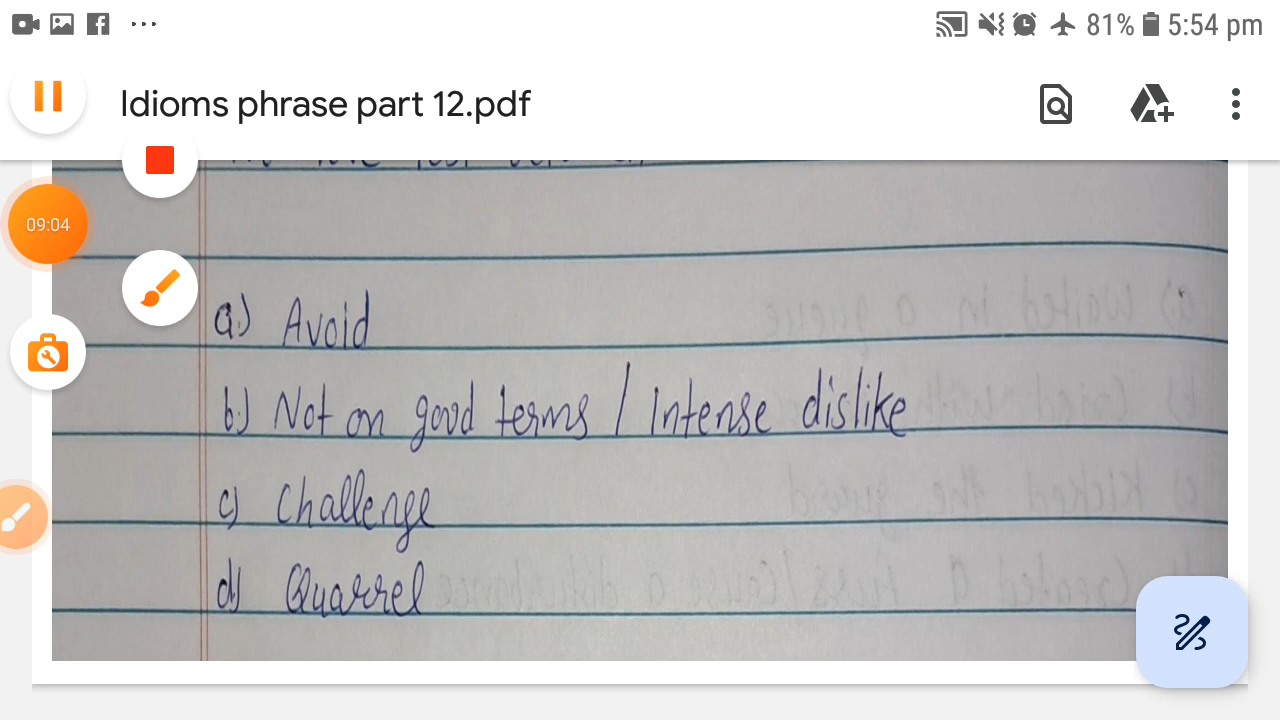 81% 5:54 pm
Idioms phrase part 12.pdf
09:04
a) Avoid
b) Not on good terms / Intense dislike
c) Challenge
d) Quarrel